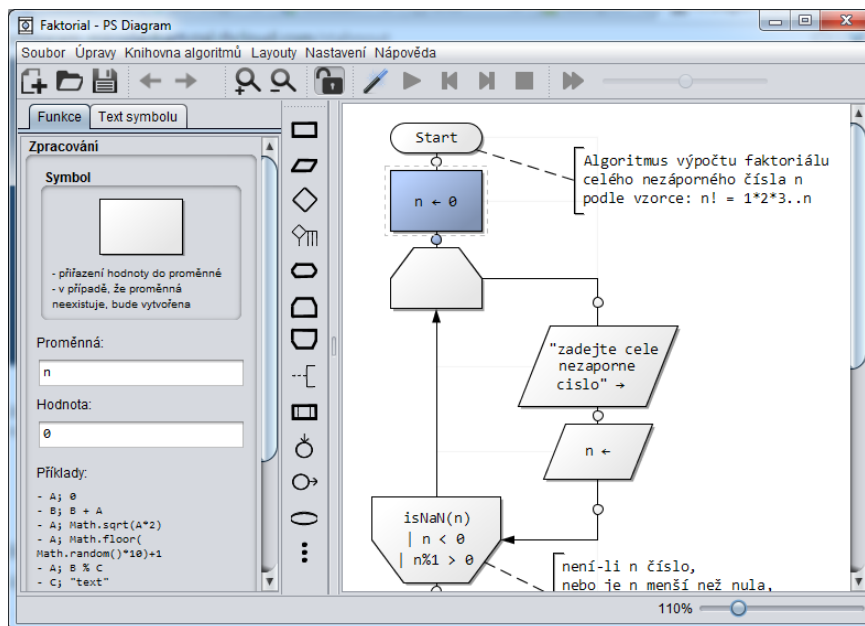 Faktorial - PS Diagram
Soubor Úpravy Knihovna algoritmů Layouty Nastavení Nápověda
Funkce
Text symbolu
Zpracování
Symbol
- přiřazení hodnoty do proměnné
- v případě, že proměnná
neexistuje, bude vytvořena
Proměnná:
n
Hodnota:
0
Příklady:
- A; 0
- B; B + A
- A; Math.sqrt(A*2)
- A; Math.floor(
Math.random()*10)+1
- A; B % C
- C; "text"
Start
Algoritmus výpočtu faktoriálu
celého nezáporného čísla n
podle vzorce: n! = 1*2*3..n
n ← 0
"zadejte cele
nezaporne
cislo" →
n ←
isNaN(n)
| n < 0
| n%1 > 0
není-li n číslo,
nebo je n menší než nula,
110%